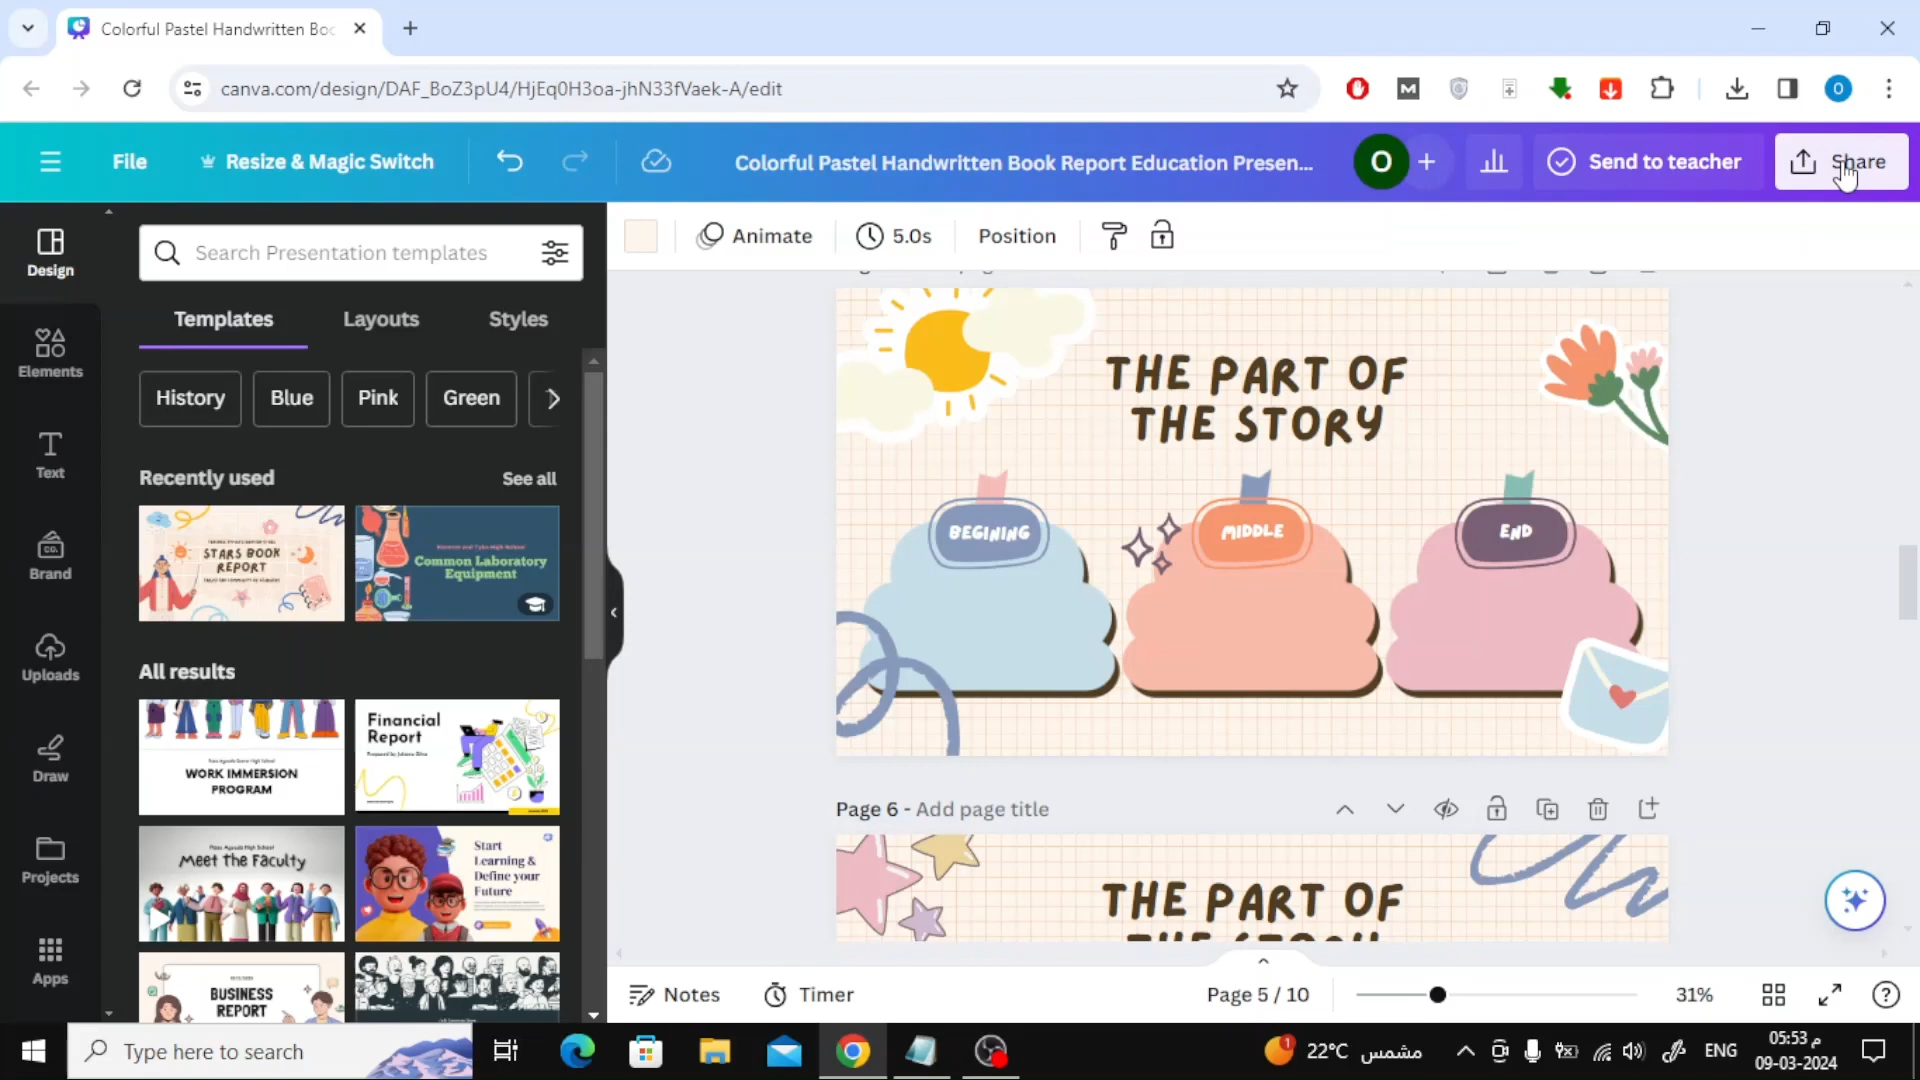 Colorful Pastel Handwritten Boo
canva.com/design/DAF_BoZ3pU4/HjEq0H3oa-jhN33fVaek-A/edit
O
File
Resize & Magic Switch
Colorful Pastel Handwritten Book Report Education Presen...
O
Send to teacher
Share
Design
Elements
Text
Brand
Uploads
Draw
Projects
Apps
Search Presentation templates
Templates
Layouts
Styles
History
Blue
Pink
Green
Recently used
See all
STARS BOOK
REPORT
Common Laboratory
Equipment
All results
WORK IMMERSION
PROGRAM
Financial
Report
Meet the Faculty
Start
Learning &
Define your
Future
BUSINESS
REPORT
Animate
5.0s
Position
THE PART OF
THE STORY
BEGINING
MIDDLE
END
Page 6 - Add page title
THE PART OF
THE STORY
Notes
Timer
Page 5 / 10
31%
Type here to search
1
22°C مشمس
ENG
05:53 م
09-03-2024